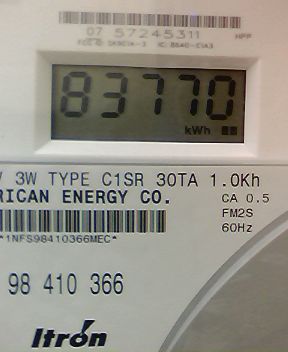 07 57245311
83770
kWh
3W TYPE C1SR 30TA 1.0Kh
RICAN ENERGY CO. CA 0.5
FM2S
*1NFS98410366MEC* 60Hz
98 410 366
Itrón